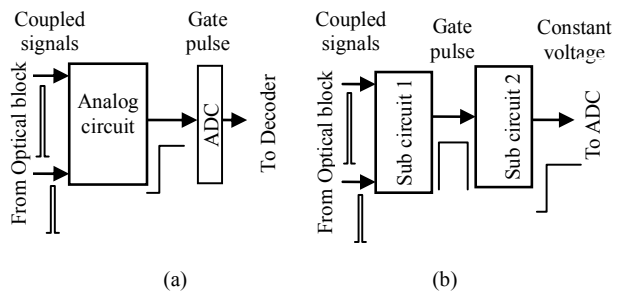 Coupled
signals
Gate
pulse
From Optical block
Analog
circuit
ADC
To Decoder
(a)
Coupled
signals
Gate
pulse
Constant
voltage
From Optical block
Sub circuit 1
Sub circuit 2
To ADC
(b)